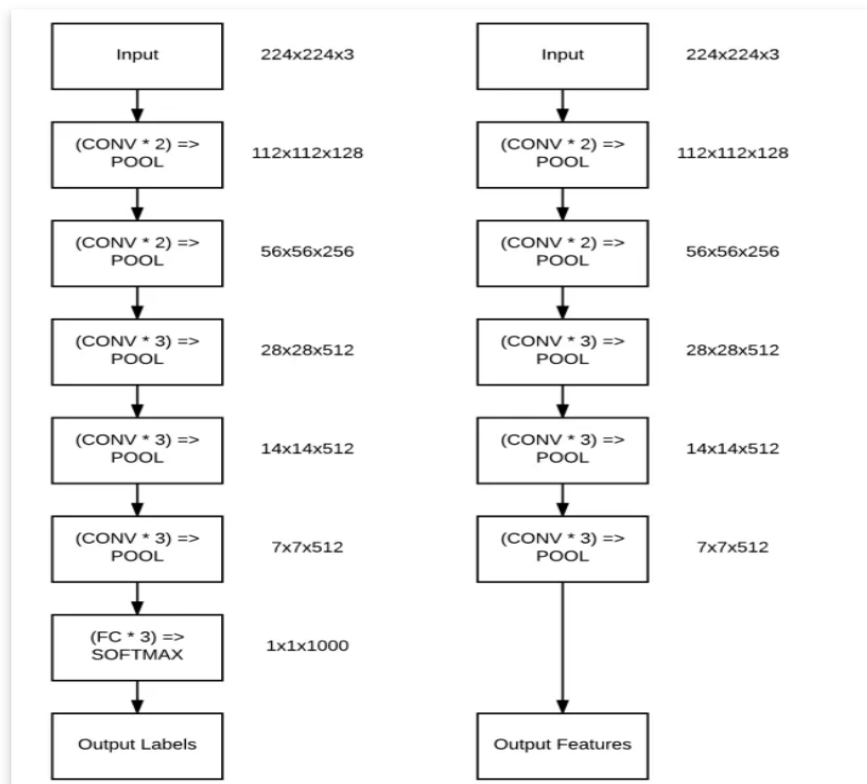 Input 224x224x3
(CONV * 2) =>
POOL
112x112x128
(CONV * 2) =>
POOL
56x56x256
(CONV * 3) =>
POOL
28x28x512
(CONV * 3) =>
POOL
14x14x512
(CONV * 3) =>
POOL
7x7x512
(FC * 3) =>
SOFTMAX
1x1x1000
Output Labels
Input 224x224x3
(CONV * 2) =>
POOL
112x112x128
(CONV * 2) =>
POOL
56x56x256
(CONV * 3) =>
POOL
28x28x512
(CONV * 3) =>
POOL
14x14x512
(CONV * 3) =>
POOL
7x7x512
Output Features